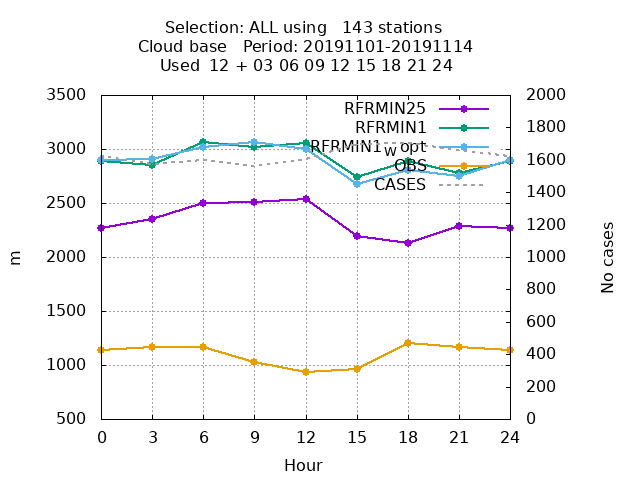 Selection: ALL using   143 stations
Cloud base   Period: 20191101-20191114
Used  12 + 03 06 09 12 15 18 21 24
3500
3000
2500
2000
1500
1000
500
m
RFRMIN25
RFRMIN1
RFRMIN1_w_opt
OBS
CASES
2000
1800
1600
1400
1200
1000
800
600
400
200
0
No cases
0 3 6 9 12 15 18 21 24
Hour